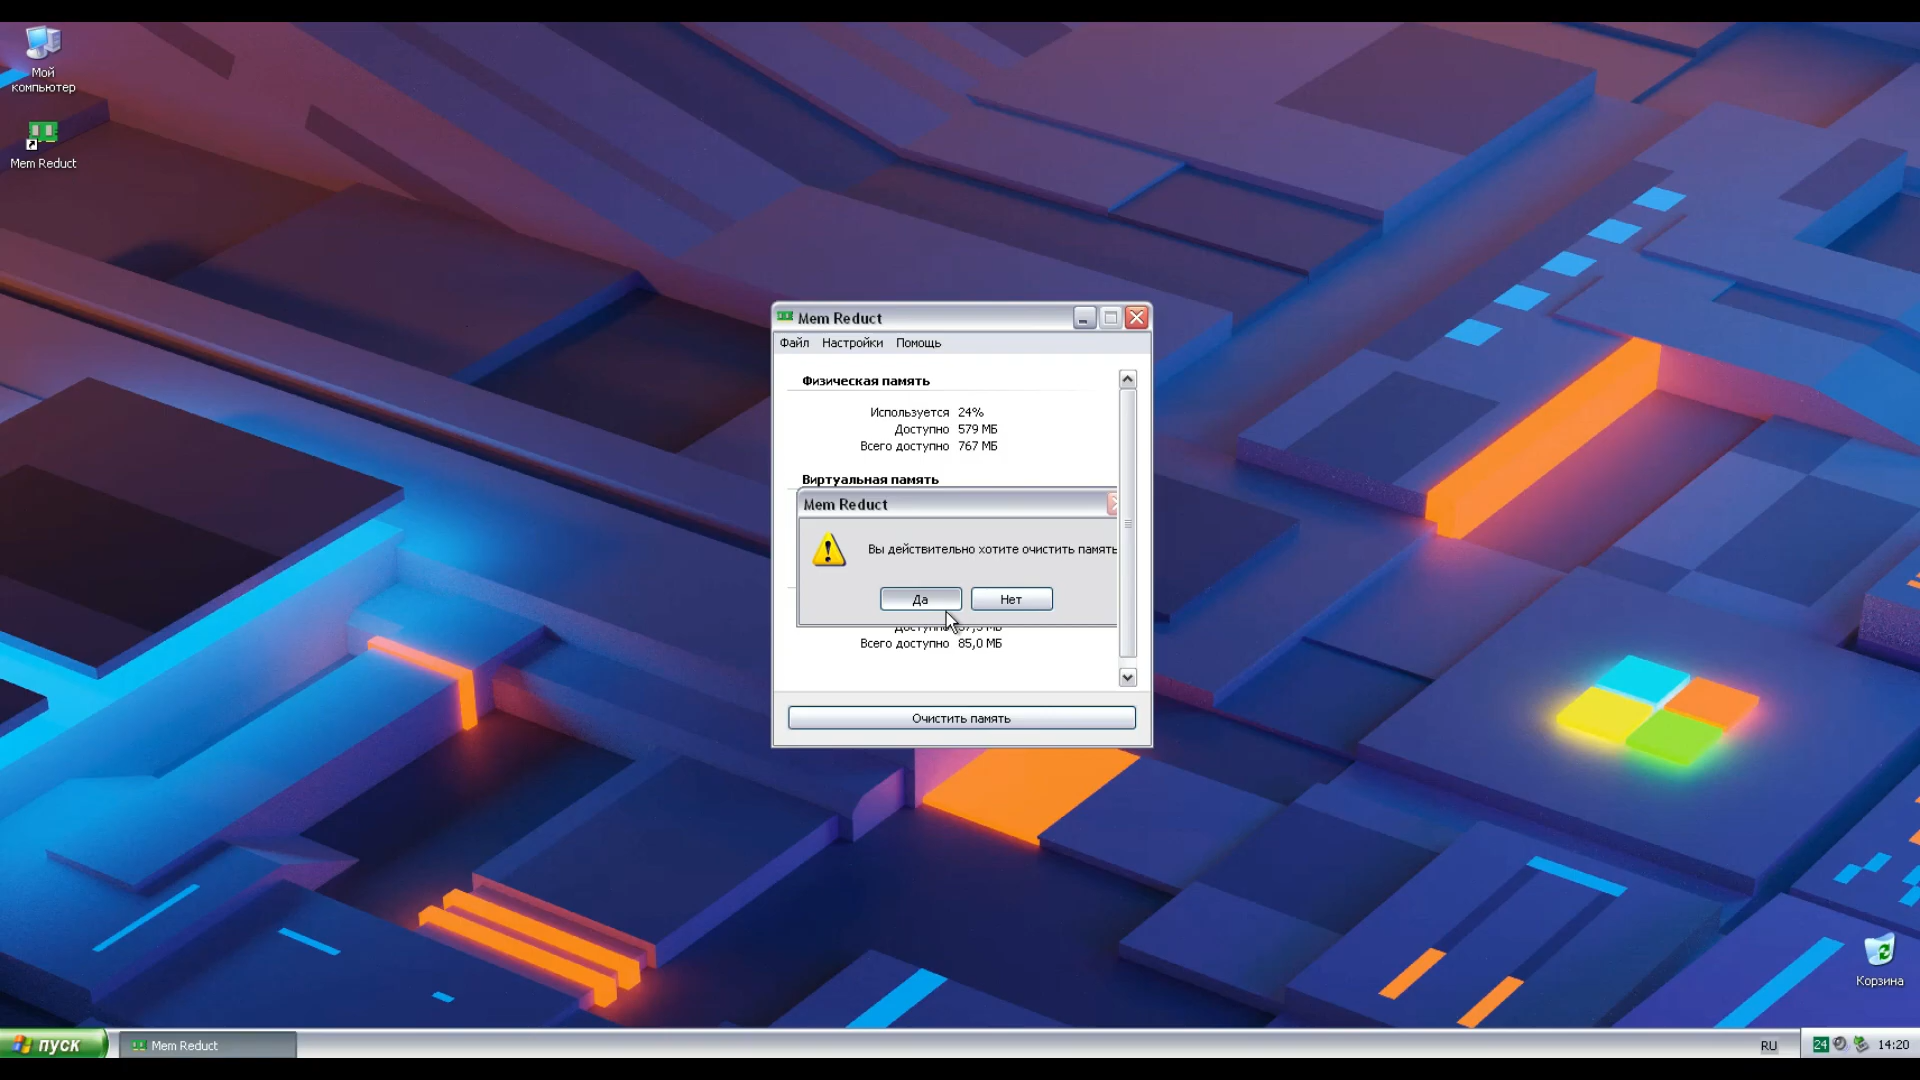 Мой
компьютер
Mem Reduct
Mem Reduct
Файл Настройки Помощь
Физическая память
Используется 24%
Доступно 579 МБ
Всего доступно 767 МБ
Виртуальная память
Mem Reduct
Вы действительно хотите очистить память
Да Нет
Всего доступно 85,0 МБ
Очистить память
Корзина
пуск
Mem Reduct
RU
24
14:20